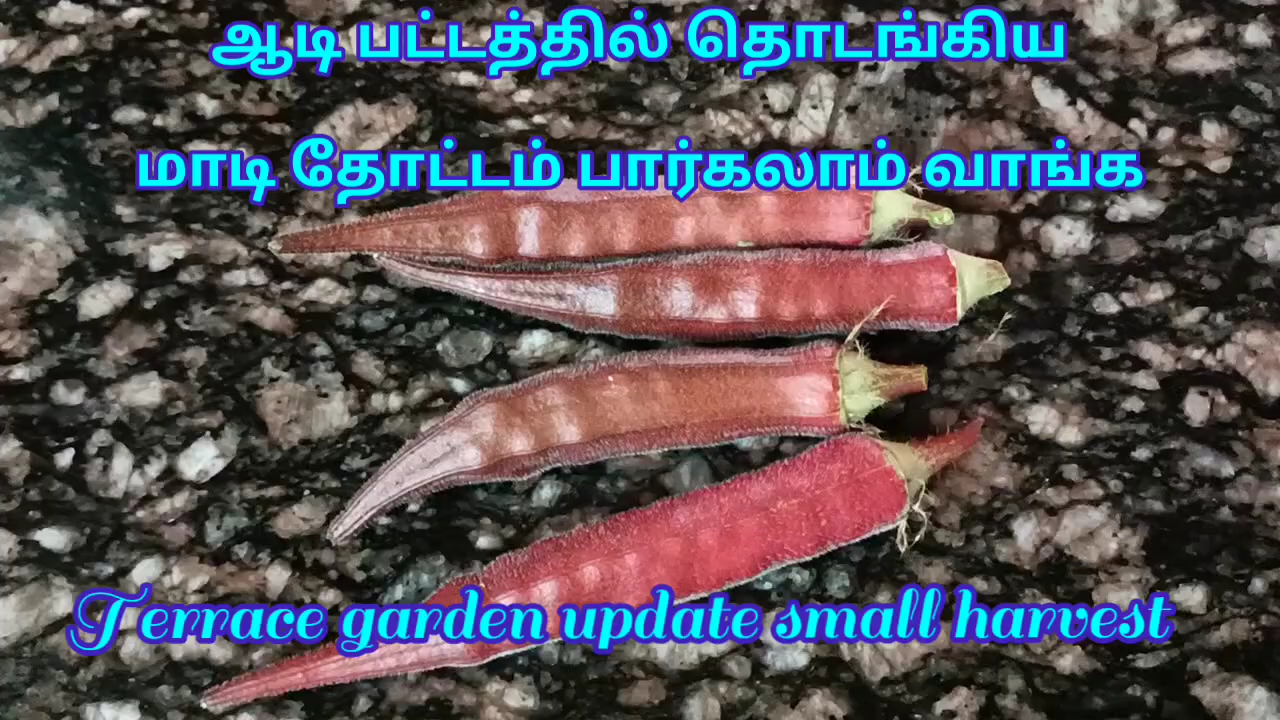 ஆடி பட்டத்தில் தொடங்கிய
மாடி தோட்டம் பார்கலாம் வாங்க
Terrace garden update small harvest